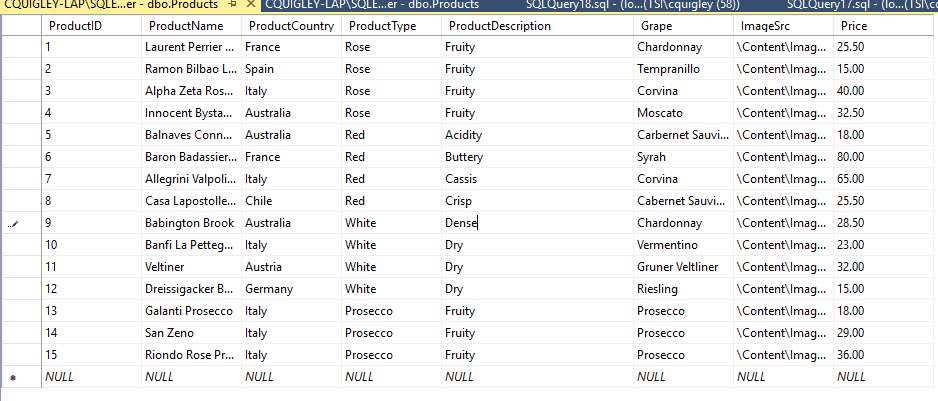 CQUIGLEY-LAP\SQLE...er - dbo.Products CQUIGLEY-LAP\SQLE...er - dbo.Products SQLQuery18.sql - (lo...(TSI\cquigley (58)) SQLQuery17.sql - (lo...(TSI\cq
ProductID ProductName ProductCountry ProductType ProductDescription Grape ImageSrc Price
1 Laurent Perrier ... France Rose Fruity Chardonnay \Content\Imag... 25.50
2 Ramon Bilbao L... Spain Rose Fruity Tempranillo \Content\Imag... 15.00
3 Alpha Zeta Ros... Italy Rose Fruity Corvina \Content\Imag... 40.00
4 Innocent Bysta... Australia Rose Fruity Moscato \Content\Imag... 32.50
5 Balnaves Conn... Australia Red Acidity Carbernet Sauvi... \Content\Imag... 18.00
6 Baron Badassier... France Red Buttery Syrah \Content\Imag... 80.00
7 Allegrini Valpoli... Italy Red Cassis Corvina \Content\Imag... 65.00
8 Casa Lapostolle... Chile Red Crisp Cabernet Sauvi... \Content\Imag... 25.50
9 Babington Brook Australia White Dense Chardonnay \Content\Imag... 28.50
10 Banfi La Petteg... Italy White Dry Vermentino \Content\Imag... 23.00
11 Veltiner Austria White Dry Gruner Veltliner \Content\Imag... 32.00
12 Dreissigacker B... Germany White Dry Riesling \Content\Imag... 15.00
13 Galanti Prosecco Italy Prosecco Fruity Prosecco \Content\Imag... 18.00
14 San Zeno Italy Prosecco Fruity Prosecco \Content\Imag... 29.00
15 Riondo Rose Pr... Italy Prosecco Fruity Prosecco \Content\Imag... 36.00
NULL NULL NULL NULL NULL NULL NULL NULL